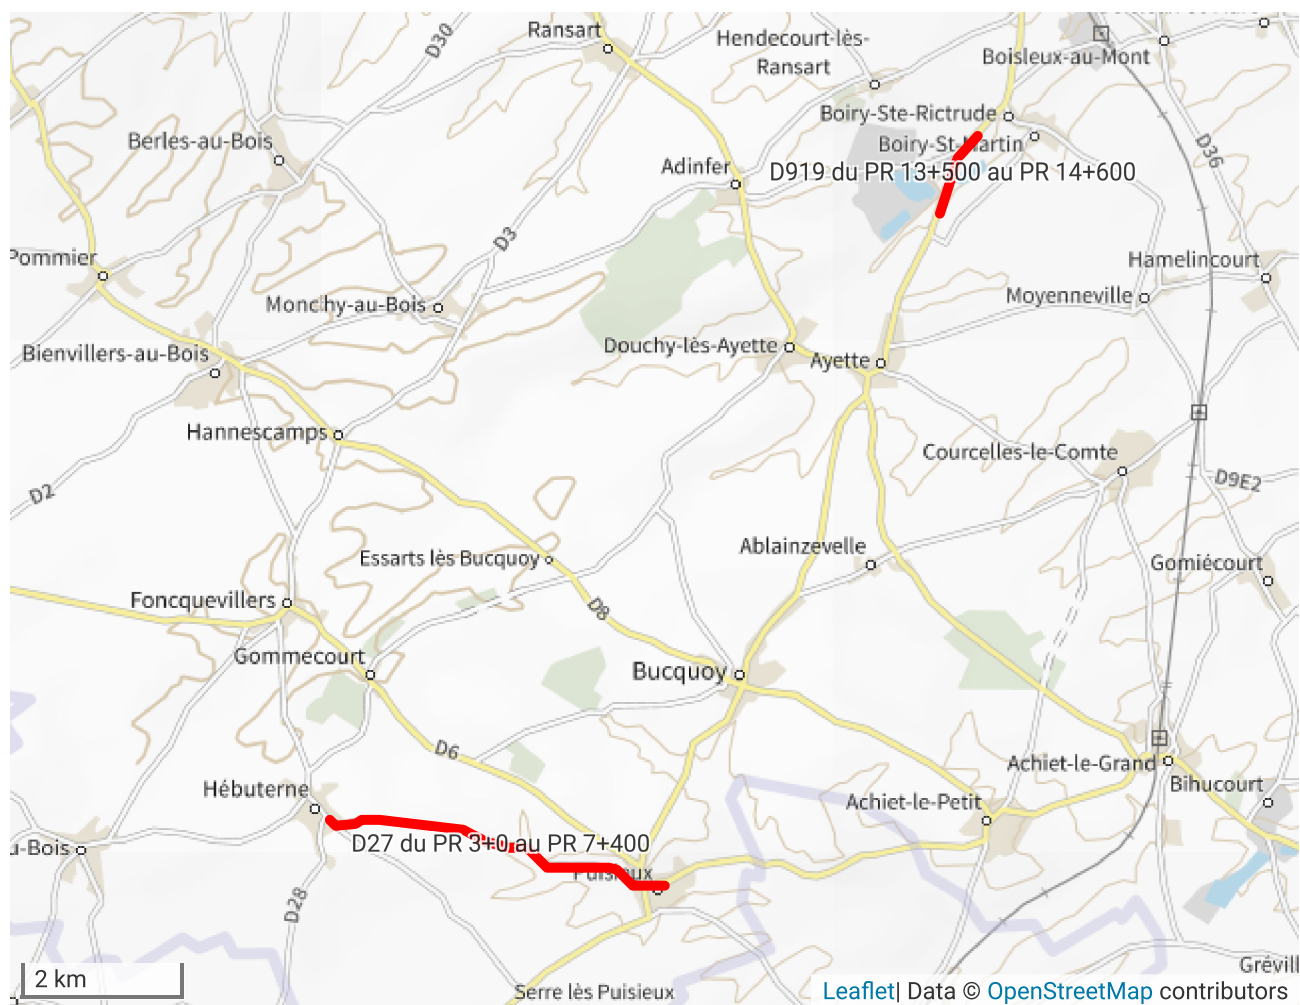 Ransart
D30
Hendecourt-lès-
Ransart
Boisleux-au-Mont
Boiry-Ste-Rictrude
Berles-au-Bois
Boiry-St-Martin
D36
Adinfer
D919 du PR 13+500 au PR 14+600
D3
Pommier
Hamelincourt
Monchy-au-Bois
Moyenneville
Bienvillers-au-Bois
Douchy-lès-Ayette
Ayette
Hannescamps
Courcelles-le-Comte
D2
D9E2
Ablainzevelle
Essarts lès Bucquoy
Gomiécourt
Foncquevillers
D8
Gommecourt
Bucquoy
D6
Achiet-le-Grand
Hébuterne
Bihucourt
Achiet-le-Petit
u-Bois
D27 du PR 3+0 au PR 7+400
Puisieux
D28
Grévill
2 km
Serre lès Puisieux
Leaflet| Data © OpenStreetMap contributors